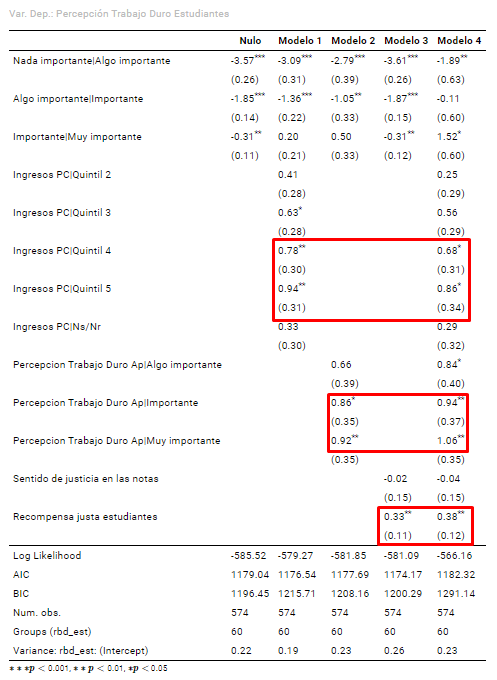 Var. Dep.: Percepción Trabajo Duro Estudiantes
Nulo Modelo 1 Modelo 2 Modelo 3 Modelo 4
Nada importante|Algo importante -3.57*** -3.09*** -2.79*** -3.61*** -1.89**
(0.26) (0.31) (0.39) (0.26) (0.63)
Algo importante|Importante -1.85*** -1.36*** -1.05** -1.87*** -0.11
(0.14) (0.22) (0.33) (0.15) (0.60)
Importante|Muy importante -0.31** 0.20 0.50 -0.31** 1.52*
(0.11) (0.21) (0.33) (0.12) (0.60)
Ingresos PC|Quintil 2 0.41 0.25
(0.28) (0.29)
Ingresos PC|Quintil 3 0.63* 0.56
(0.28) (0.29)
Ingresos PC|Quintil 4 0.78** 0.68*
(0.30) (0.31)
Ingresos PC|Quintil 5 0.94** 0.86*
(0.31) (0.34)
Ingresos PC|Ns/Nr 0.33 0.29
(0.30) (0.32)
Percepcion Trabajo Duro Ap|Algo importante 0.66 0.84*
(0.39) (0.40)
Percepcion Trabajo Duro Ap|Importante 0.86* 0.94**
(0.35) (0.37)
Percepcion Trabajo Duro Ap|Muy importante 0.92** 1.06**
(0.35) (0.35)
Sentido de justicia en las notas -0.02 -0.04
(0.15) (0.15)
Recompensa justa estudiantes 0.33** 0.38**
(0.11) (0.12)
Log Likelihood -585.52 -579.27 -581.85 -581.09 -566.16
AIC 1179.04 1176.54 1177.69 1174.17 1182.32
BIC 1196.45 1215.71 1208.16 1200.29 1291.14
Num. obs. 574 574 574 574 574
Groups (rbd_est) 60 60 60 60 60
Variance: rbd_est: (Intercept) 0.22 0.19 0.23 0.26 0.23
***p < 0.001, **p < 0.01, *p < 0.05